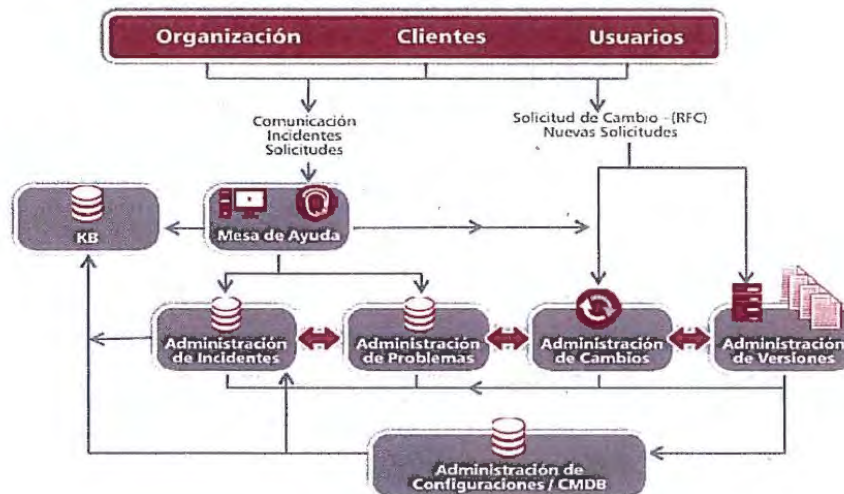 Organización Clientes Usuarios
Comunicación
Incidentes
Solicitudes
Solicitud de Cambio - (RFC)
Nuevas Solicitudes
KB
Mesa de Ayuda
Administración
de Incidentes
Administración
de Problemas
Administración
de Cambios
Administración
de Versiones
Administración de
Configuraciones / CMDB